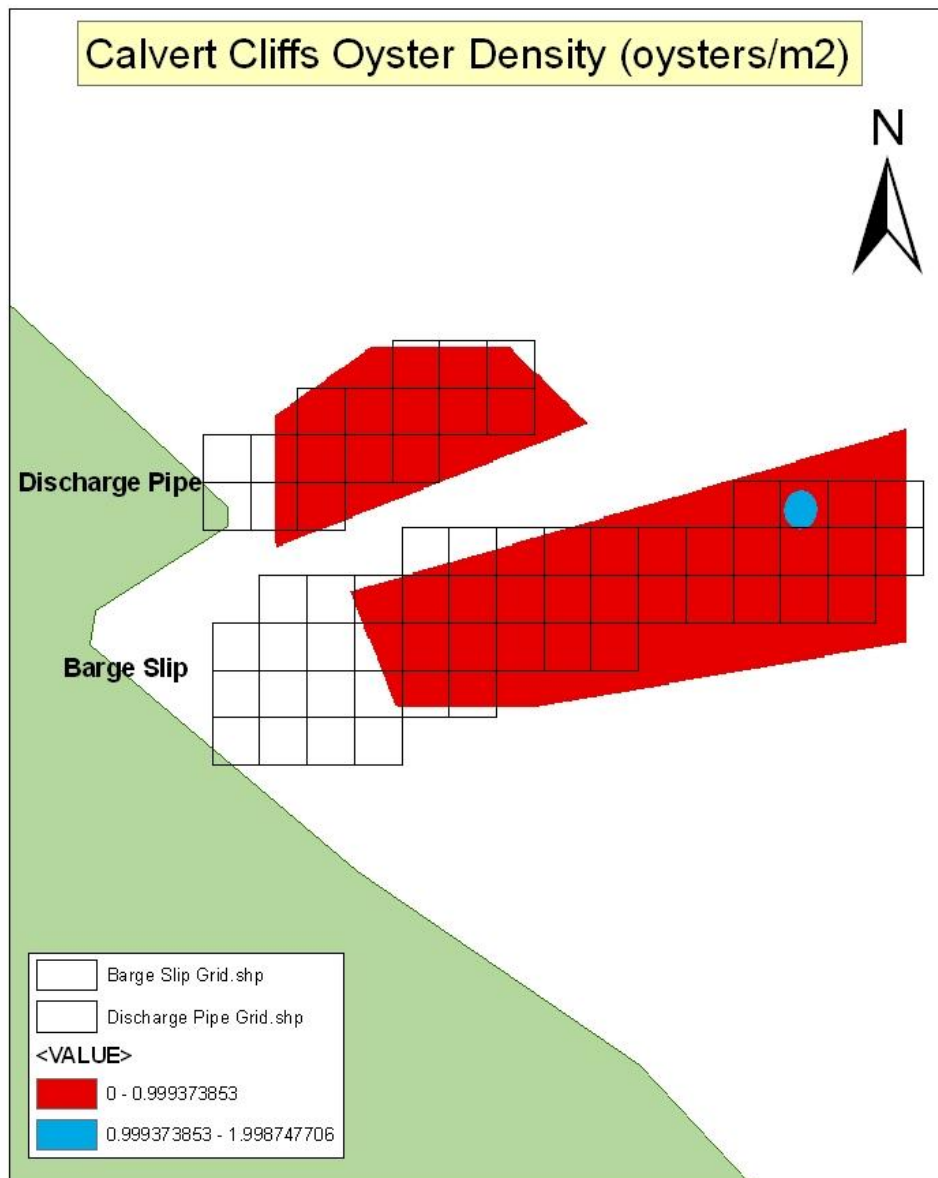 Calvert Cliffs Oyster Density (oysters/m2)
N
Discharge Pipe
Barge Slip
Barge Slip Grid.shp
Discharge Pipe Grid.shp
<VALUE>
0 - 0.999373853
0.999373853 - 1.998747706